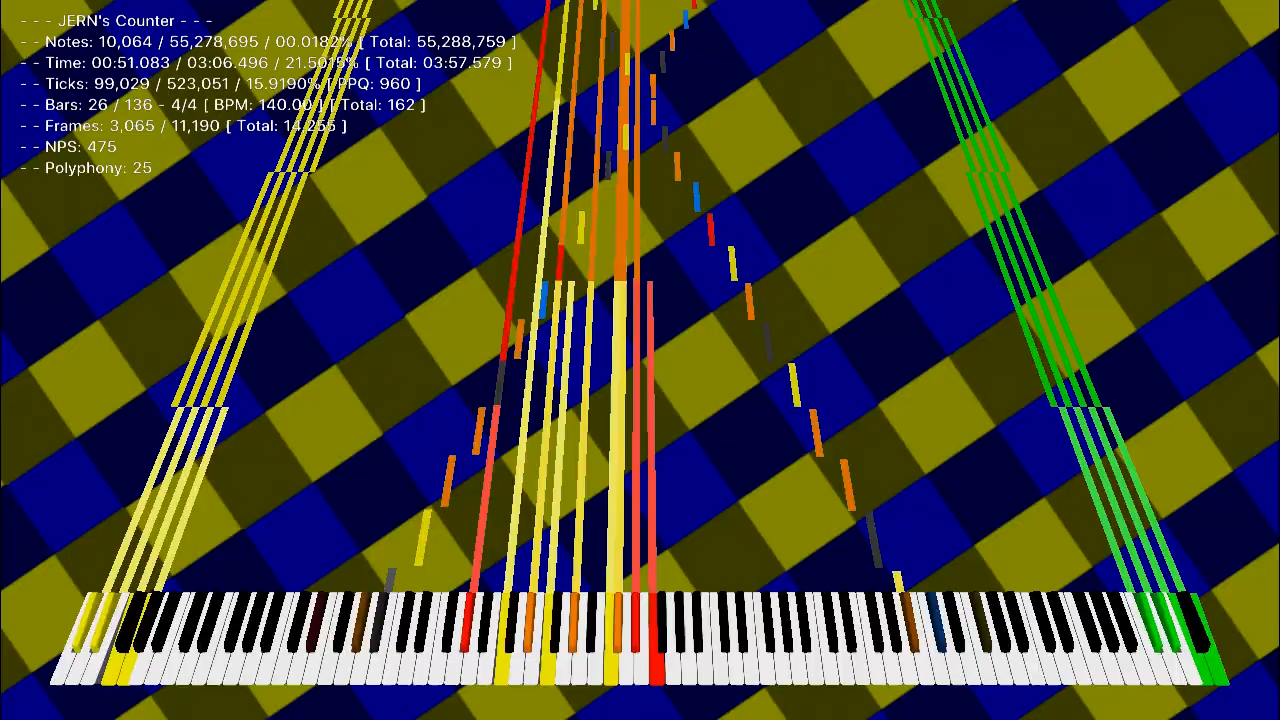 - - - JERN's Counter - - -
- - Notes: 10,064 / 55,278,695 / 00.0182% [ Total: 55,288,759 ]
- - Time: 00:51.083 / 03:06.496 / 21.5015% [ Total: 03:57.579 ]
- - Ticks: 99,029 / 523,051 / 15.9190% [ PPQ: 960 ]
- - Bars: 26 / 136 - 4/4 [ BPM: 140.00 ] [ Total: 162 ]
- - Frames: 3,065 / 11,190 [ Total: 14,255 ]
- - NPS: 475
- - Polyphony: 25